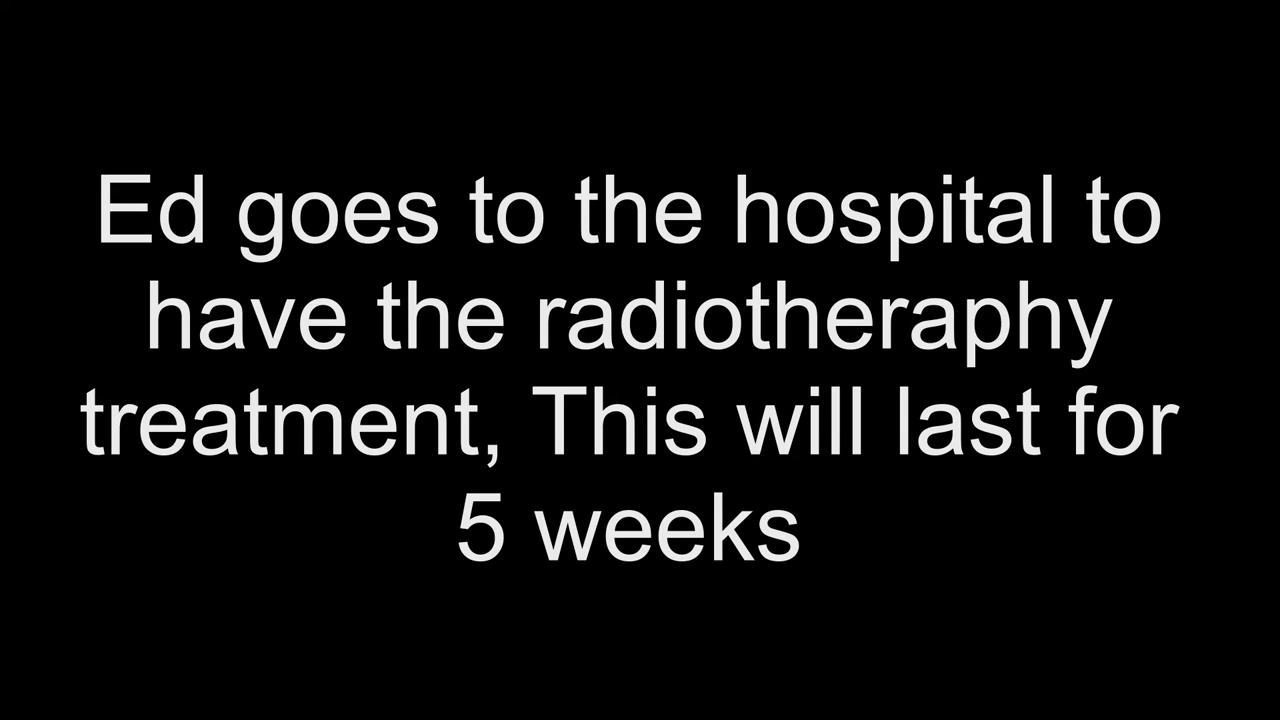 Ed goes to the hospital to
have the radiotheraphy
treatment, This will last for
5 weeks